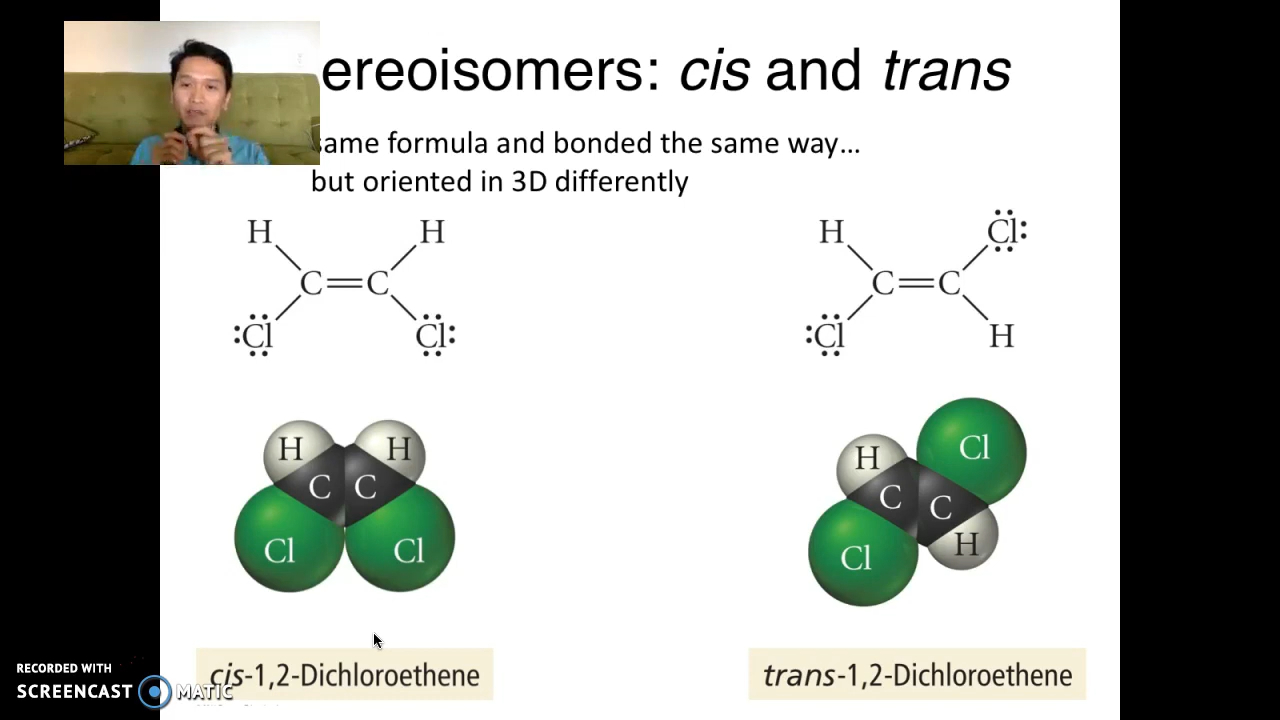 ereoisomers: cis and trans
same formula and bonded the same way...
but oriented in 3D differently
H H
C=C
:Cl Cl:
H Cl:
C=C
:Cl H
H H
C C
Cl Cl
Cl
H
C C
H
Cl
cis-1,2-Dichloroethene
trans-1,2-Dichloroethene
RECORDED WITH
SCREENCAST MATIC